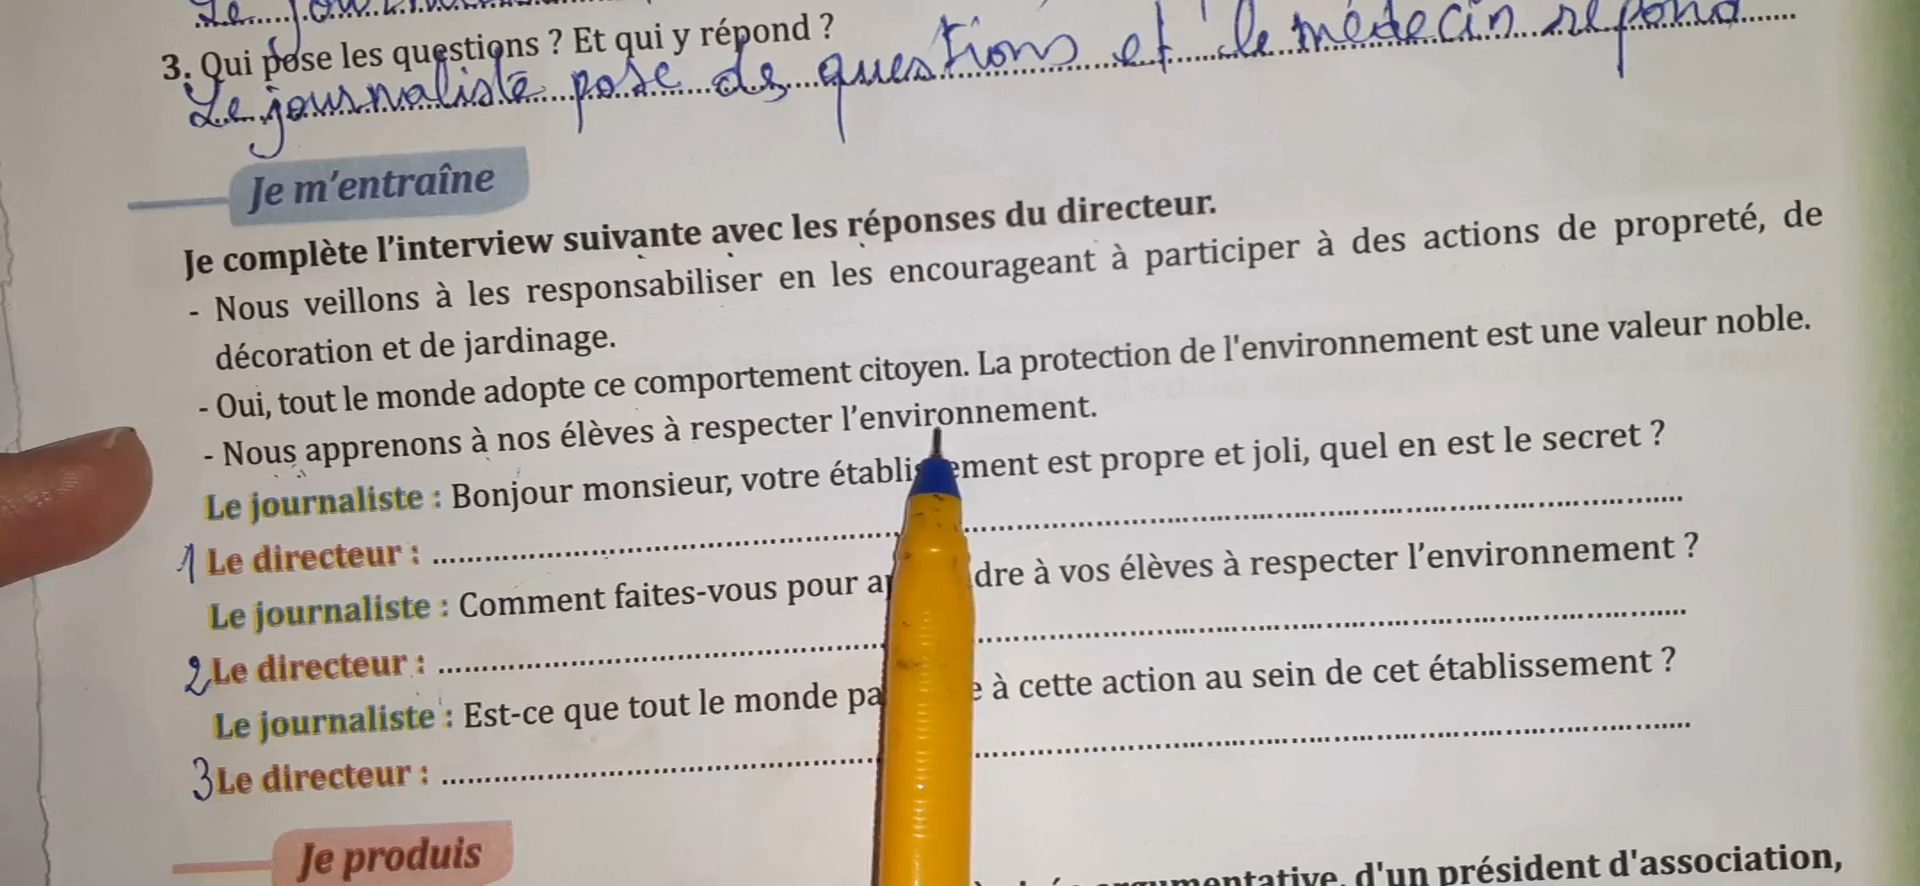 Le jou
3. Qui pose les questions ? Et qui y répond ?
Le journaliste pose des questions et le médecin répond
Je m'entraîne
Je complète l'interview suivante avec les réponses du directeur.
- Nous veillons à les responsabiliser en les encourageant à participer à des actions de propreté, de
décoration et de jardinage.
- Oui, tout le monde adopte ce comportement citoyen. La protection de l'environnement est une valeur noble.
- Nous apprenons à nos élèves à respecter l'environnement.
Le journaliste : Bonjour monsieur, votre établis ement est propre et joli, quel en est le secret ?
1 Le directeur :
Le journaliste : Comment faites-vous pour a dre à vos élèves à respecter l'environnement ?
2 Le directeur :
Le journaliste : Est-ce que tout le monde pa e à cette action au sein de cet établissement ?
3 Le directeur :
Je produis
mentative, d'un président d'association,